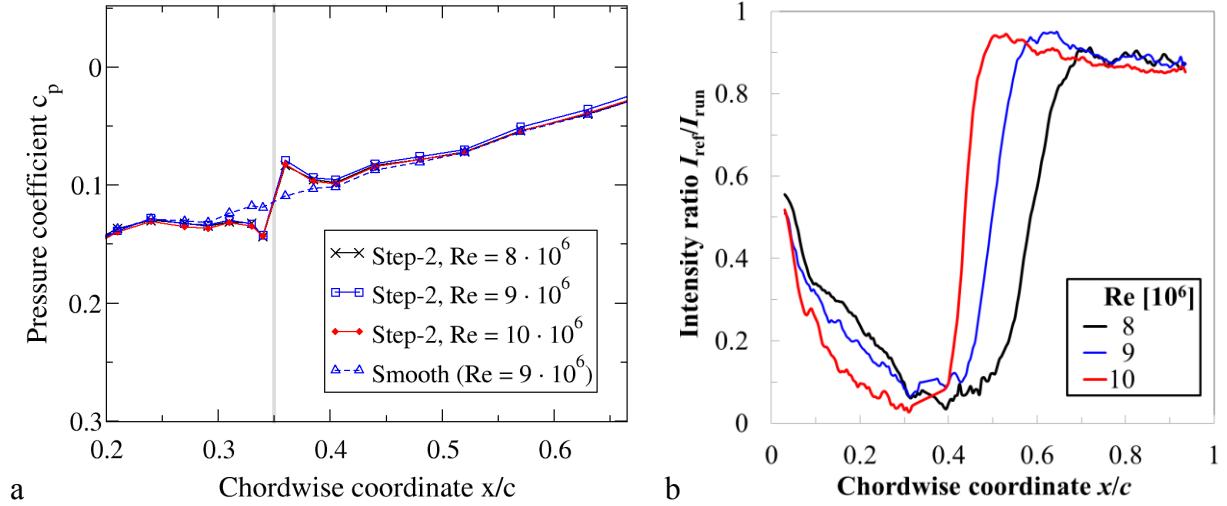 0
0.1
0.2
0.3
0.2
0.3
0.4
0.5
0.6
Pressure coefficient c_p
Chordwise coordinate x/c
Step-2, Re = 8 · 10^6
Step-2, Re = 9 · 10^6
Step-2, Re = 10 · 10^6
Smooth (Re = 9 · 10^6)
a
1
0.8
0.6
0.4
0.2
0
0
0.2
0.4
0.6
0.8
1
Intensity ratio I_ref/I_run
Chordwise coordinate x/c
Re [10^6]
8
9
10
b